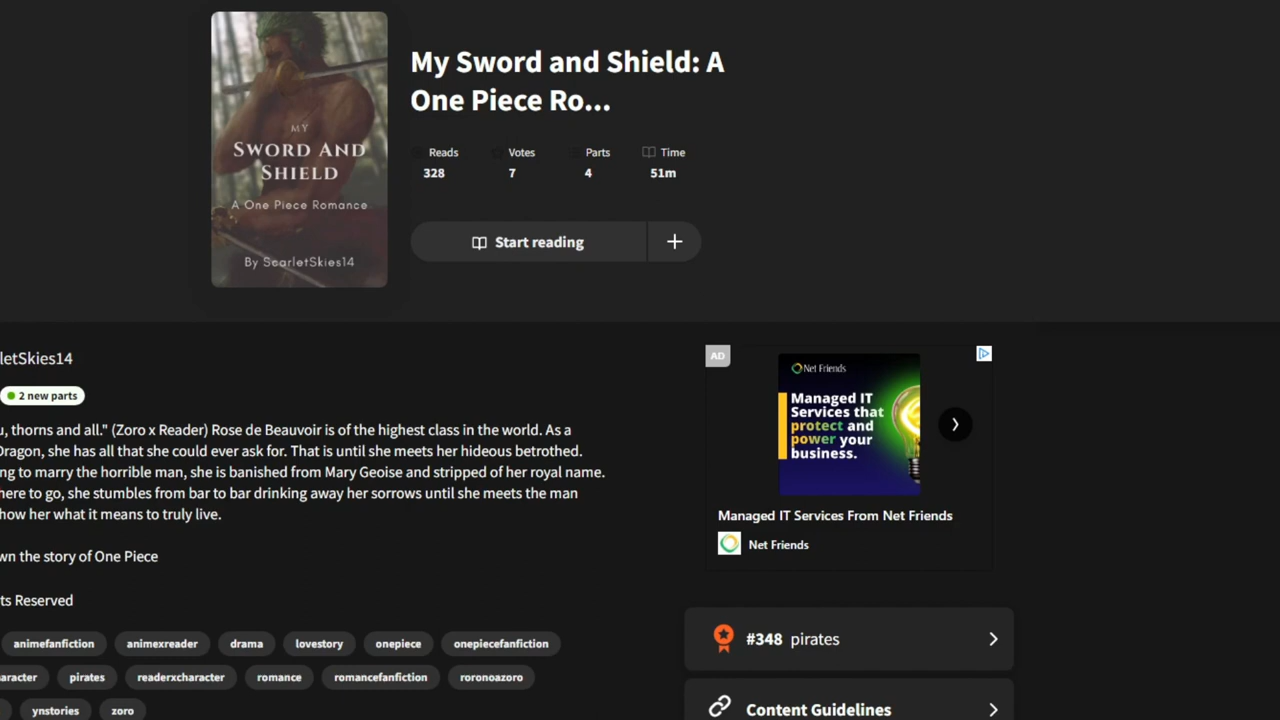 My Sword and Shield: A
One Piece Ro...
Reads
Votes
Parts
Time
328
7
4
51m
Start reading
MY
SWORD AND
SHIELD
A One Piece Romance
By ScarletSkies14
letSkies14
2 new parts
u, thorns and all." (Zoro x Reader) Rose de Beauvoir is of the highest class in the world. As a
Dragon, she has all that she could ever ask for. That is until she meets her hideous betrothed.
ng to marry the horrible man, she is banished from Mary Geoise and stripped of her royal name.
here to go, she stumbles from bar to bar drinking away her sorrows until she meets the man
how her what it means to truly live.
wn the story of One Piece
ts Reserved
animefanfiction
animexreader
drama
lovestory
onepiece
onepiecefanfiction
aracter
pirates
readerxcharacter
romance
romancefanfiction
roronoazoro
ynstories
zoro
AD
Net Friends
Managed IT
Services that
protect and
power your
business.
Managed IT Services From Net Friends
Net Friends
#348 pirates
Content Guidelines